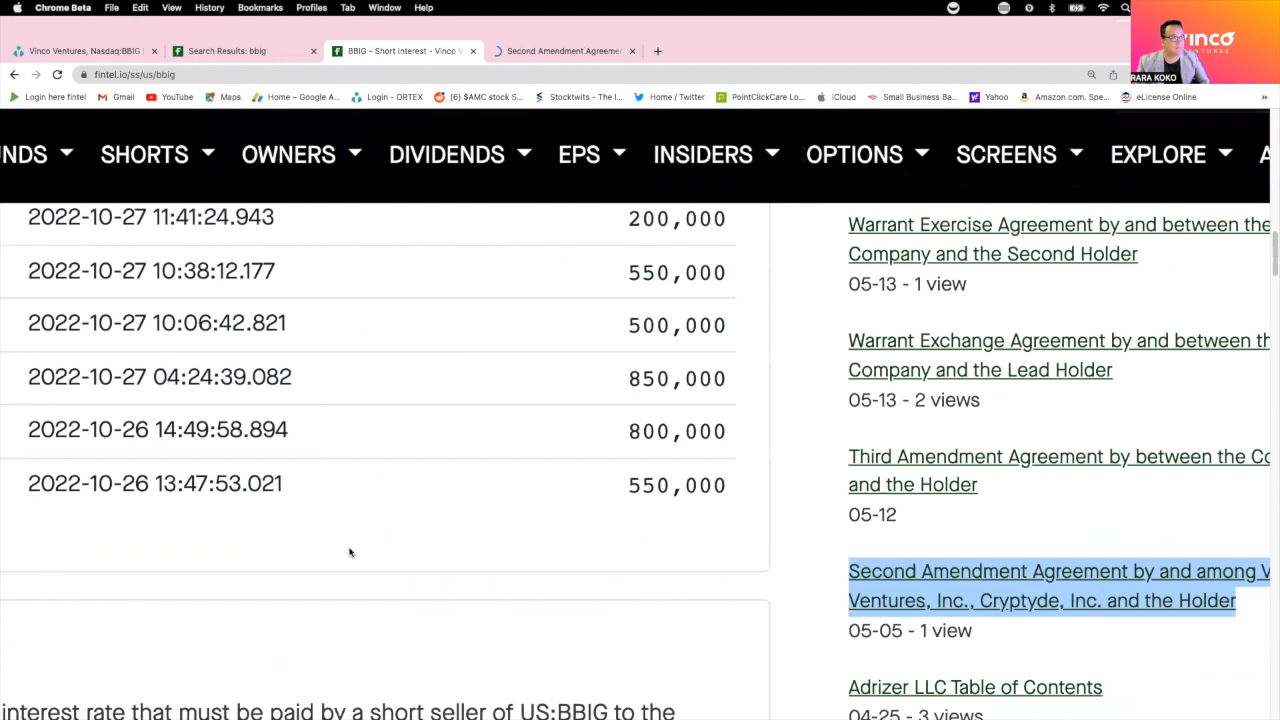 Chrome Beta File Edit View History Bookmarks Profiles Tab Window Help
Vinco Ventures, Nasdaq:BBIG
Search Results: bbig
BBIG - Short Interest - Vinco V
Second Amendment Agreemer
fintel.io/ss/us/bbig
Login here fintel
Gmail
YouTube
Maps
Home – Google A...
Login - ORTEX
(6) $AMC stock S...
Stocktwits - The l...
Home / Twitter
PointClickCare Lo...
iCloud
Small Business Ba...
Yahoo
Amazon.com. Spe...
eLicense Online
»
vinco
VENTURES
RARA KOKO
NDS SHORTS OWNERS DIVIDENDS EPS INSIDERS OPTIONS SCREENS EXPLORE A
2022-10-27 11:41:24.943 200,000
2022-10-27 10:38:12.177 550,000
2022-10-27 10:06:42.821 500,000
2022-10-27 04:24:39.082 850,000
2022-10-26 14:49:58.894 800,000
2022-10-26 13:47:53.021 550,000
interest rate that must be paid by a short seller of US:BBIG to the
Warrant Exercise Agreement by and between the
Company and the Second Holder
05-13 - 1 view
Warrant Exchange Agreement by and between th
Company and the Lead Holder
05-13 - 2 views
Third Amendment Agreement by between the Co
and the Holder
05-12
Second Amendment Agreement by and among V
Ventures, Inc., Cryptyde, Inc. and the Holder
05-05 - 1 view
Adrizer LLC Table of Contents
04-25 - 3 views